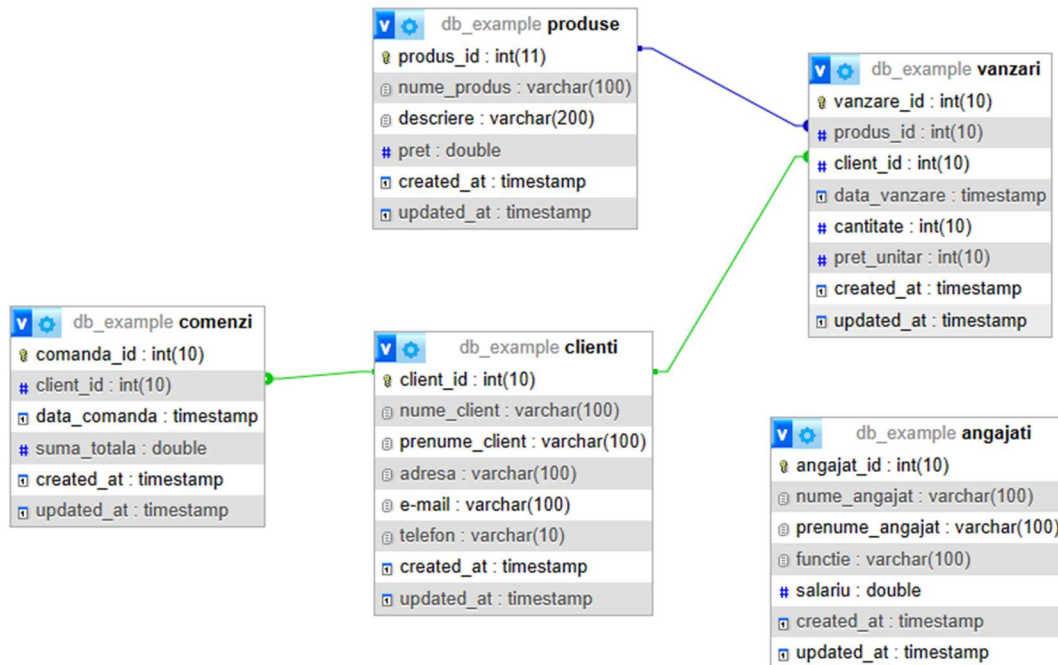 db_example produse
produs_id : int(11)
nume_produs : varchar(100)
descriere : varchar(200)
# pret : double
created_at : timestamp
updated_at : timestamp
db_example vanzari
vanzare_id : int(10)
# produs_id : int(10)
# client_id : int(10)
data_vanzare : timestamp
# cantitate : int(10)
# pret_unitar : int(10)
created_at : timestamp
updated_at : timestamp
db_example comenzi
comanda_id : int(10)
# client_id : int(10)
data_comanda : timestamp
# suma_totala : double
created_at : timestamp
updated_at : timestamp
db_example clienti
client_id : int(10)
nume_client : varchar(100)
prenume_client : varchar(100)
adresa : varchar(100)
e-mail : varchar(100)
telefon : varchar(10)
created_at : timestamp
updated_at : timestamp
db_example angajati
angajat_id : int(10)
nume_angajat : varchar(100)
prenume_angajat : varchar(100)
functie : varchar(100)
# salariu : double
created_at : timestamp
updated_at : timestamp